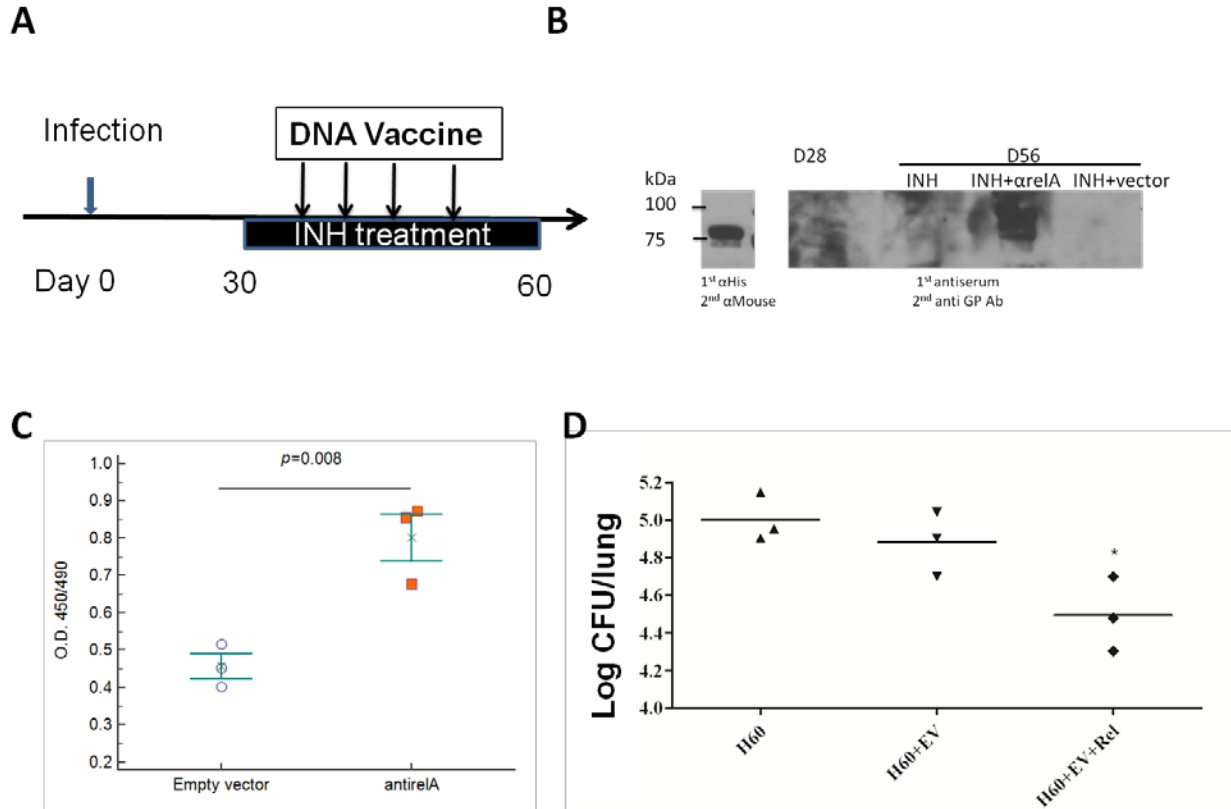 A
Infection
DNA Vaccine
INH treatment
Day 0
30
60
B
D28
D56
INH
INH+αrelA
INH+vector
kDa
100
75
1st αHis
2nd αMouse
1st antiserum
2nd anti GP Ab
C
p=0.008
O.D. 450/490
1.0
0.9
0.8
0.7
0.6
0.5
0.4
0.3
0.2
Empty vector
antirelA
D
Log CFU/lung
5.2
5.0
4.8
4.6
4.4
4.2
4.0
*
H60
H60+EV
H60+EV+Rel